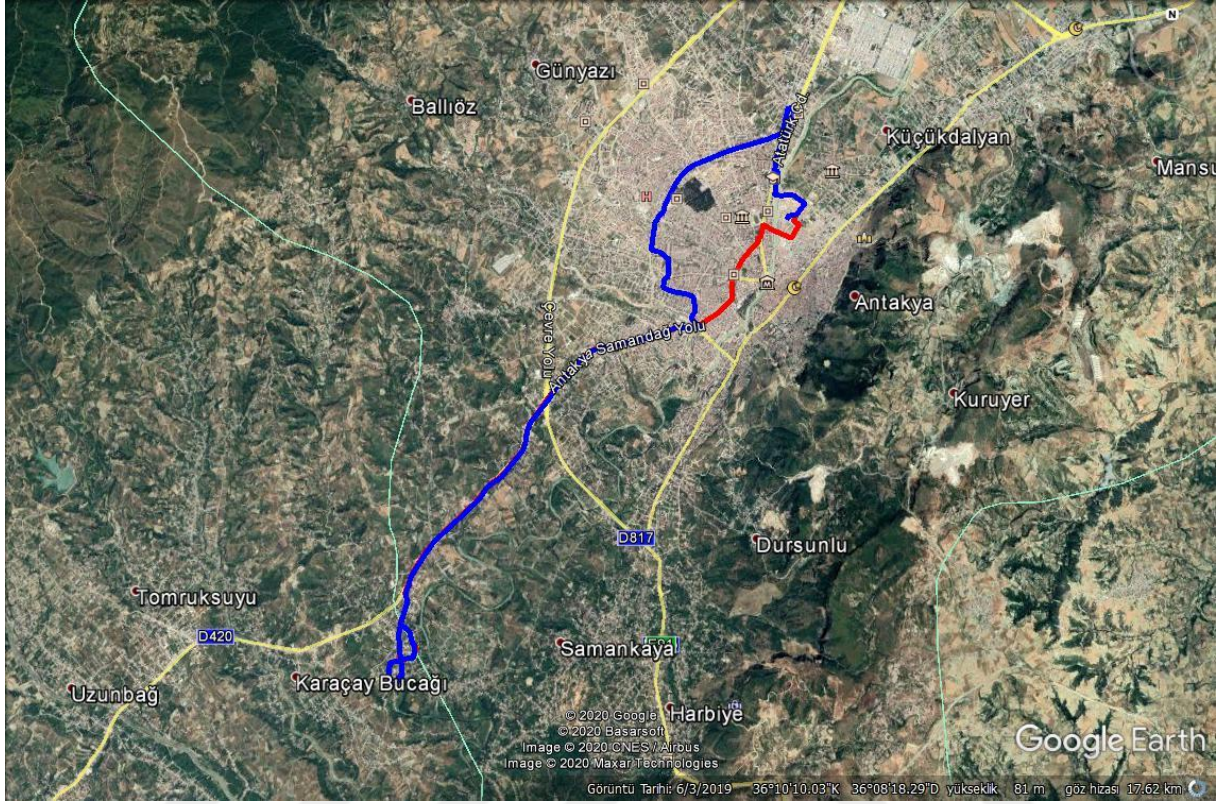 N
Günyazı
Ballıöz
Atatürk Cd
Küçükdalyan
Mansu
H
Antakya
Çevre Yolu
Antakya Samandağ Yolu
M
Kuruyer
D817
Dursunlu
Tomruksuyu
D420
Samankaya
Karaçay Bucağı
Uzunbağ
Harbiye
© 2020 Google
© 2020 Basarsoft
Image © 2020 CNES / Airbus
Image © 2020 Maxar Technologies
Google Earth
Görüntü Tarihi: 6/3/2019 36°10'10.03"K 36°08'18.29"D yükseklik 81 m göz hizası 17.62 km